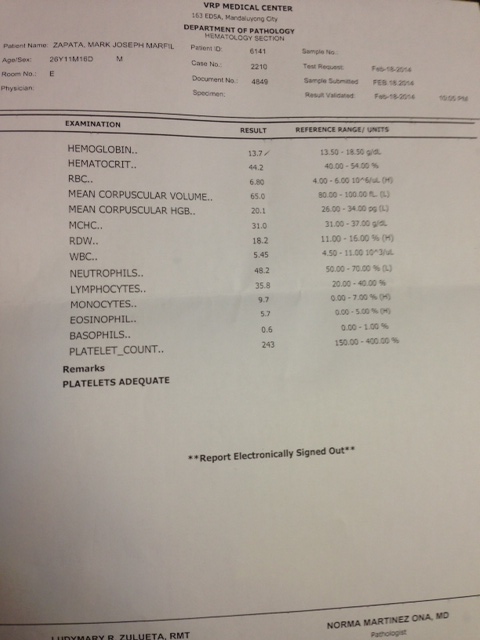 VRP MEDICAL CENTER
163 EDSA, Mandaluyong City
DEPARTMENT OF PATHOLOGY
HEMATOLOGY SECTION
Patient Name: ZAPATA, MARK JOSEPH MARFIL Patient ID: 6141 Sample No.:
Age/Sex: 26Y11M16D M Case No.: 2210 Test Request: Feb-18-2014
Room No.: E Document No.: 4849 Sample Submitted FEB.18.2014
Physician: Specimen: Result Validated: Feb-18-2014 10:05 PM
EXAMINATION RESULT REFERENCE RANGE/ UNITS
HEMOGLOBIN.. 13.7 13.50 - 18.50 g/dL
HEMATOCRIT.. 44.2 40.00 - 54.00 %
RBC.. 6.80 4.00 - 6.00 10^6/uL (H)
MEAN CORPUSCULAR VOLUME.. 65.0 80.00 - 100.00 fL (L)
MEAN CORPUSCULAR HGB.. 20.1 26.00 - 34.00 pg (L)
MCHC.. 31.0 31.00 - 37.00 g/dL
RDW.. 18.2 11.00 - 16.00 % (H)
WBC.. 5.45 4.50 - 11.00 10^3/uL
NEUTROPHILS.. 48.2 50.00 - 70.00 % (L)
LYMPHOCYTES.. 35.8 20.00 - 40.00 %
MONOCYTES.. 9.7 0.00 - 7.00 % (H)
EOSINOPHIL.. 5.7 0.00 - 5.00 % (H)
BASOPHILS.. 0.6 0.00 - 1.00 %
PLATELET_COUNT.. 243 150.00 - 400.00 %
Remarks
PLATELETS ADEQUATE
**Report Electronically Signed Out**
LUDYMARY R. ZULUETA, RMT
NORMA MARTINEZ ONA, MD
Pathologist